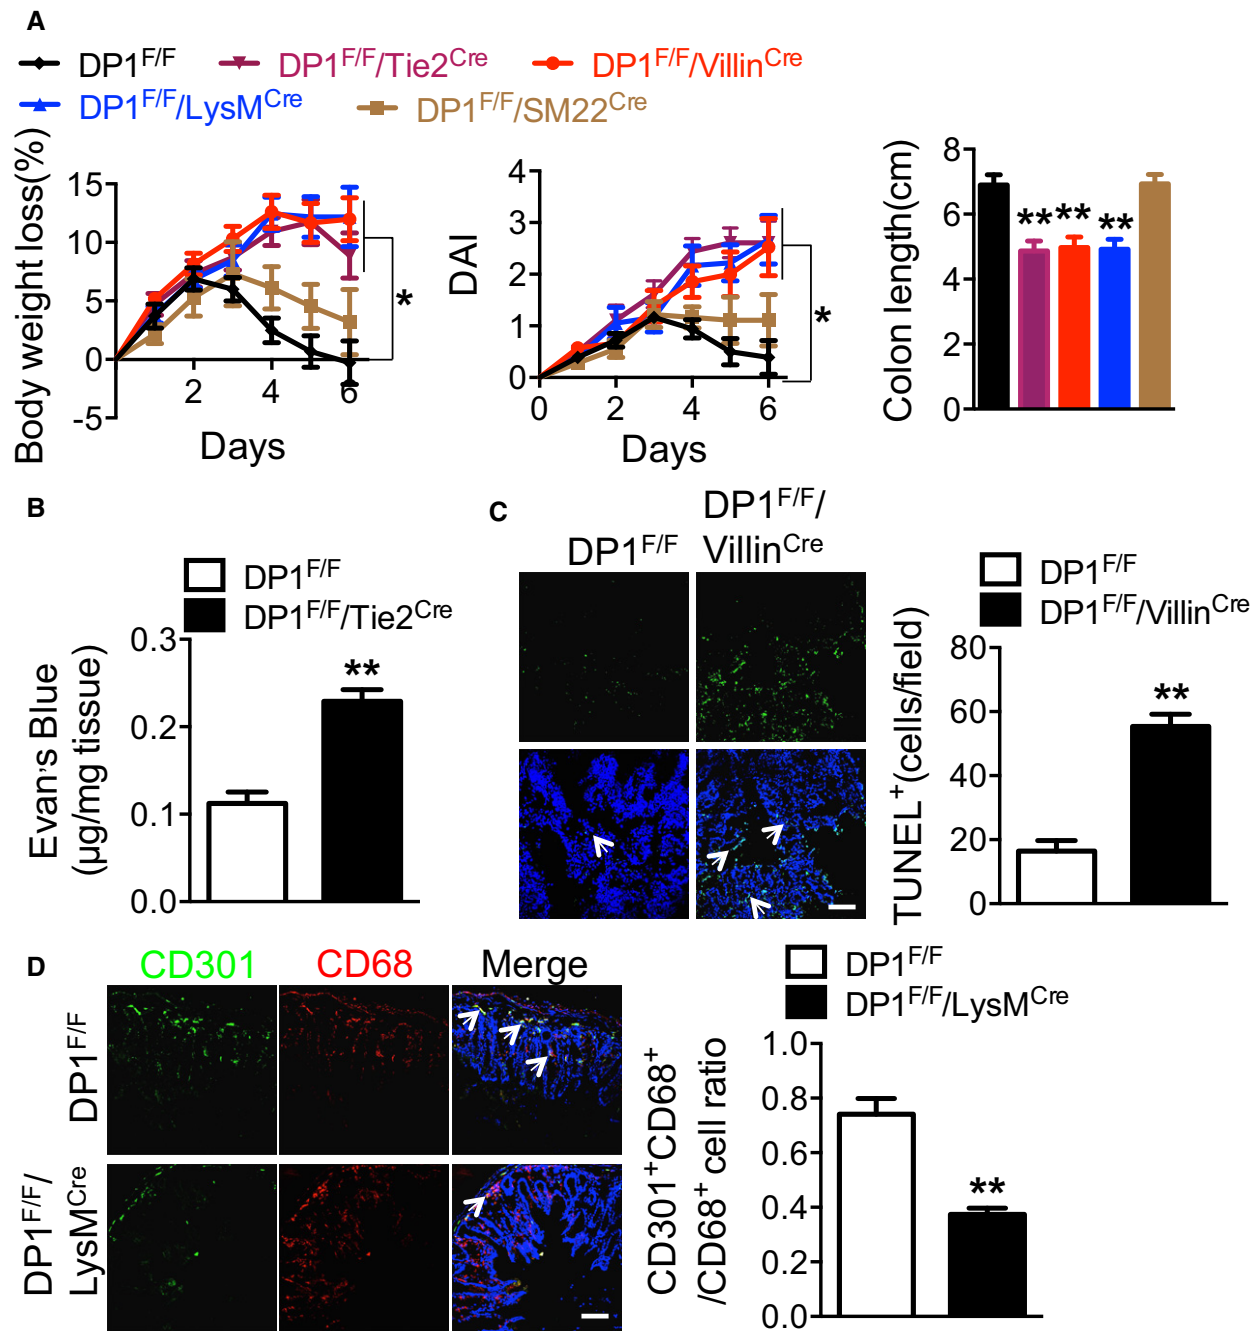 A
DP1F/F DP1F/F/Tie2Cre DP1F/F/VillinCre
DP1F/F/LysMCre DP1F/F/SM22Cre
Body weight loss(%)
15
10
5
0
-5
2 4 6
Days
*
DAI
4
3
2
1
0
0 2 4 6
Days
*
Colon length(cm)
8
6
4
2
0
** ** **
B
DP1F/F
DP1F/F/Tie2Cre
Evan's Blue
(µg/mg tissue)
0.3
0.2
0.1
0.0
**
C
DP1F/F
DP1F/F/
VillinCre
DP1F/F
DP1F/F/VillinCre
TUNEL+(cells/field)
80
60
40
20
0
**
D
CD301 CD68 Merge
DP1F/F
DP1F/F/
LysMCre
DP1F/F
DP1F/F/LysMCre
CD301+CD68+
/CD68+ cell ratio
1.0
0.8
0.6
0.4
0.2
0.0
**